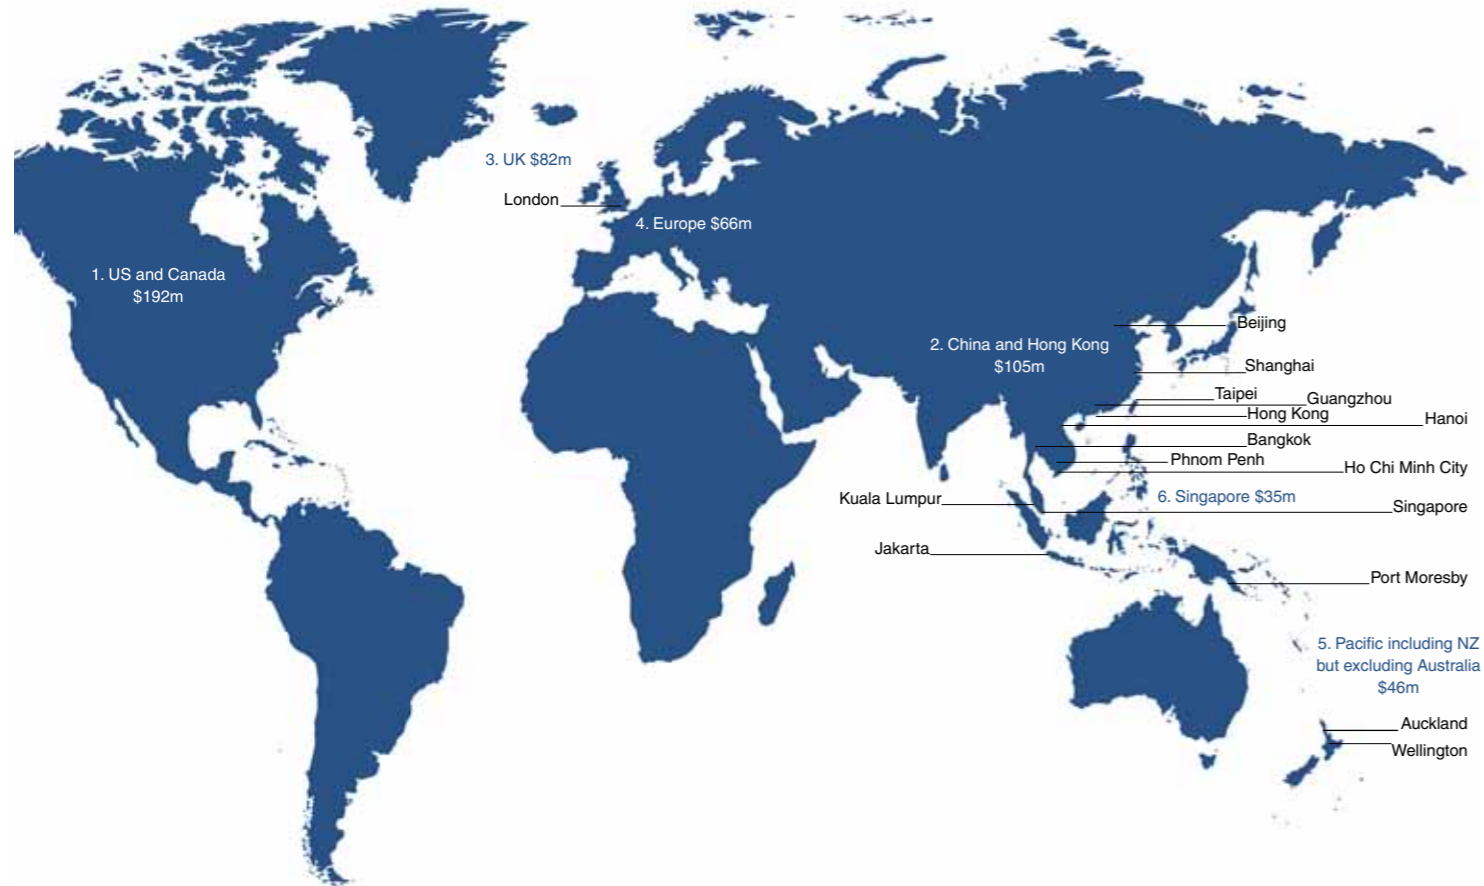 3. UK $82m
London
4. Europe $66m
1. US and Canada
$192m
Beijing
2. China and Hong Kong
$105m
Shanghai
Taipei
Guangzhou
Hong Kong
Hanoi
Bangkok
Phnom Penh
Ho Chi Minh City
Kuala Lumpur
6. Singapore $35m
Singapore
Jakarta
Port Moresby
5. Pacific including NZ
but excluding Australia
$46m
Auckland
Wellington